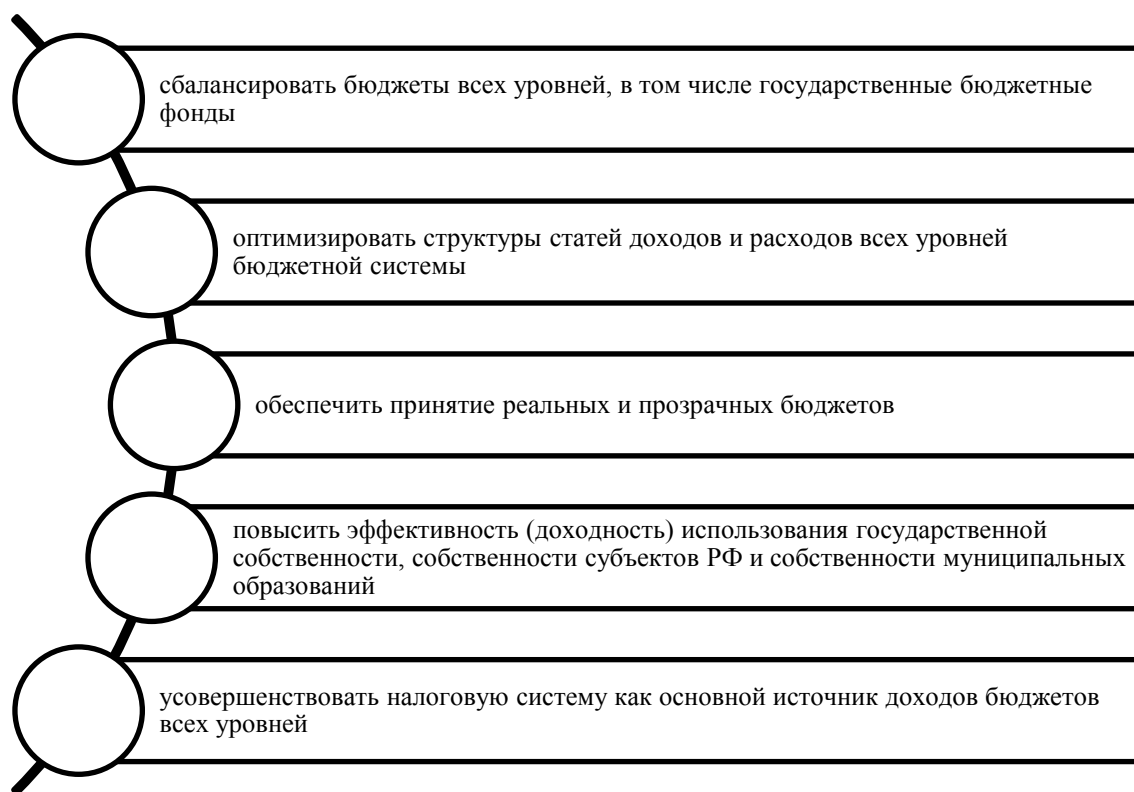 сбалансировать бюджеты всех уровней, в том числе государственные бюджетные
фонды
оптимизировать структуры статей доходов и расходов всех уровней
бюджетной системы
обеспечить принятие реальных и прозрачных бюджетов
повысить эффективность (доходность) использования государственной
собственности, собственности субъектов РФ и собственности муниципальных
образований
усовершенствовать налоговую систему как основной источник доходов бюджетов
всех уровней